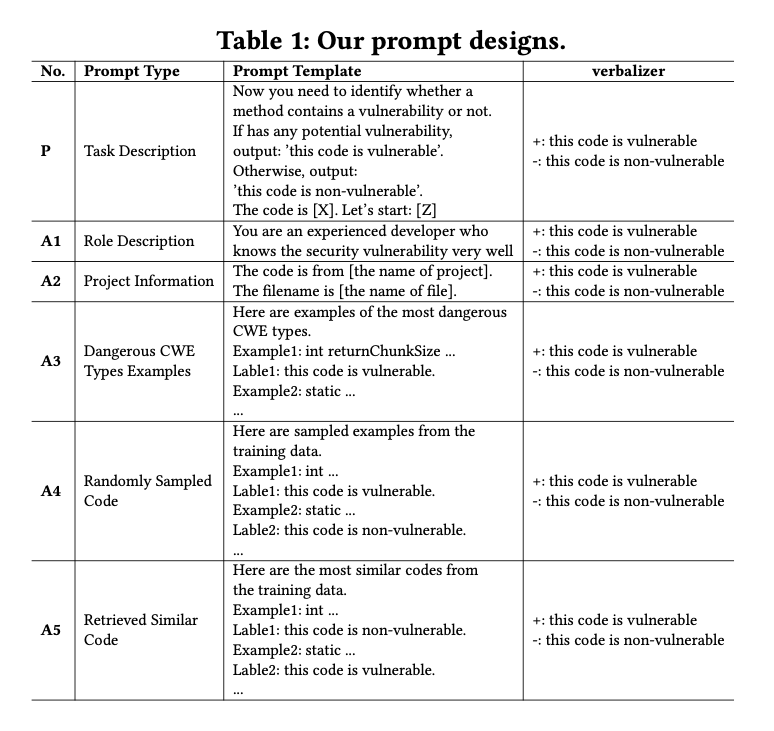 Table 1: Our prompt designs.
No. Prompt Type Prompt Template verbalizer
P Task Description
Now you need to identify whether a
method contains a vulnerability or not.
If has any potential vulnerability,
output: ’this code is vulnerable’.
Otherwise, output:
’this code is non-vulnerable’.
The code is [X]. Let’s start: [Z]
+: this code is vulnerable
-: this code is non-vulnerable
A1 Role Description
You are an experienced developer who
knows the security vulnerability very well
+: this code is vulnerable
-: this code is non-vulnerable
A2 Project Information
The code is from [the name of project].
The filename is [the name of file].
+: this code is vulnerable
-: this code is non-vulnerable
A3
Dangerous CWE
Types Examples
Here are examples of the most dangerous
CWE types.
Example1: int returnChunkSize ...
Lable1: this code is vulnerable.
Example2: static ...
...
+: this code is vulnerable
-: this code is non-vulnerable
A4
Randomly Sampled
Code
Here are sampled examples from the
training data.
Example1: int ...
Lable1: this code is vulnerable.
Example2: static ...
Lable2: this code is non-vulnerable.
...
+: this code is vulnerable
-: this code is non-vulnerable
A5
Retrieved Similar
Code
Here are the most similar codes from
the training data.
Example1: int ...
Lable1: this code is non-vulnerable.
Example2: static ...
Lable2: this code is vulnerable.
...
+: this code is vulnerable
-: this code is non-vulnerable